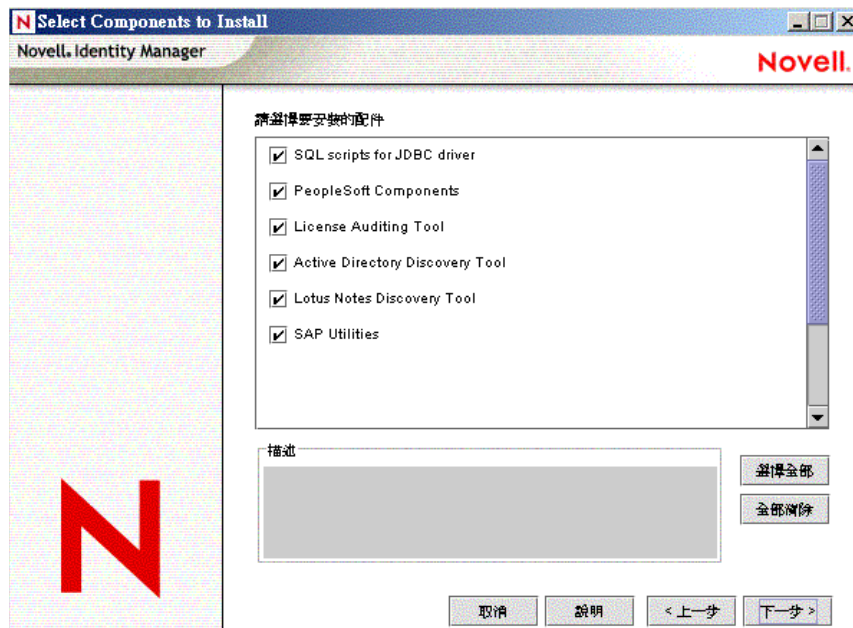 Select Components to Install
Novell. Identity Manager
Novell.
請選擇要安裝的配件
SQL scripts for JDBC driver
PeopleSoft Components
License Auditing Tool
Active Directory Discovery Tool
Lotus Notes Discovery Tool
SAP Utilities
描述
選擇全部
全部清除
取消
說明
< 上一步
下一步 >